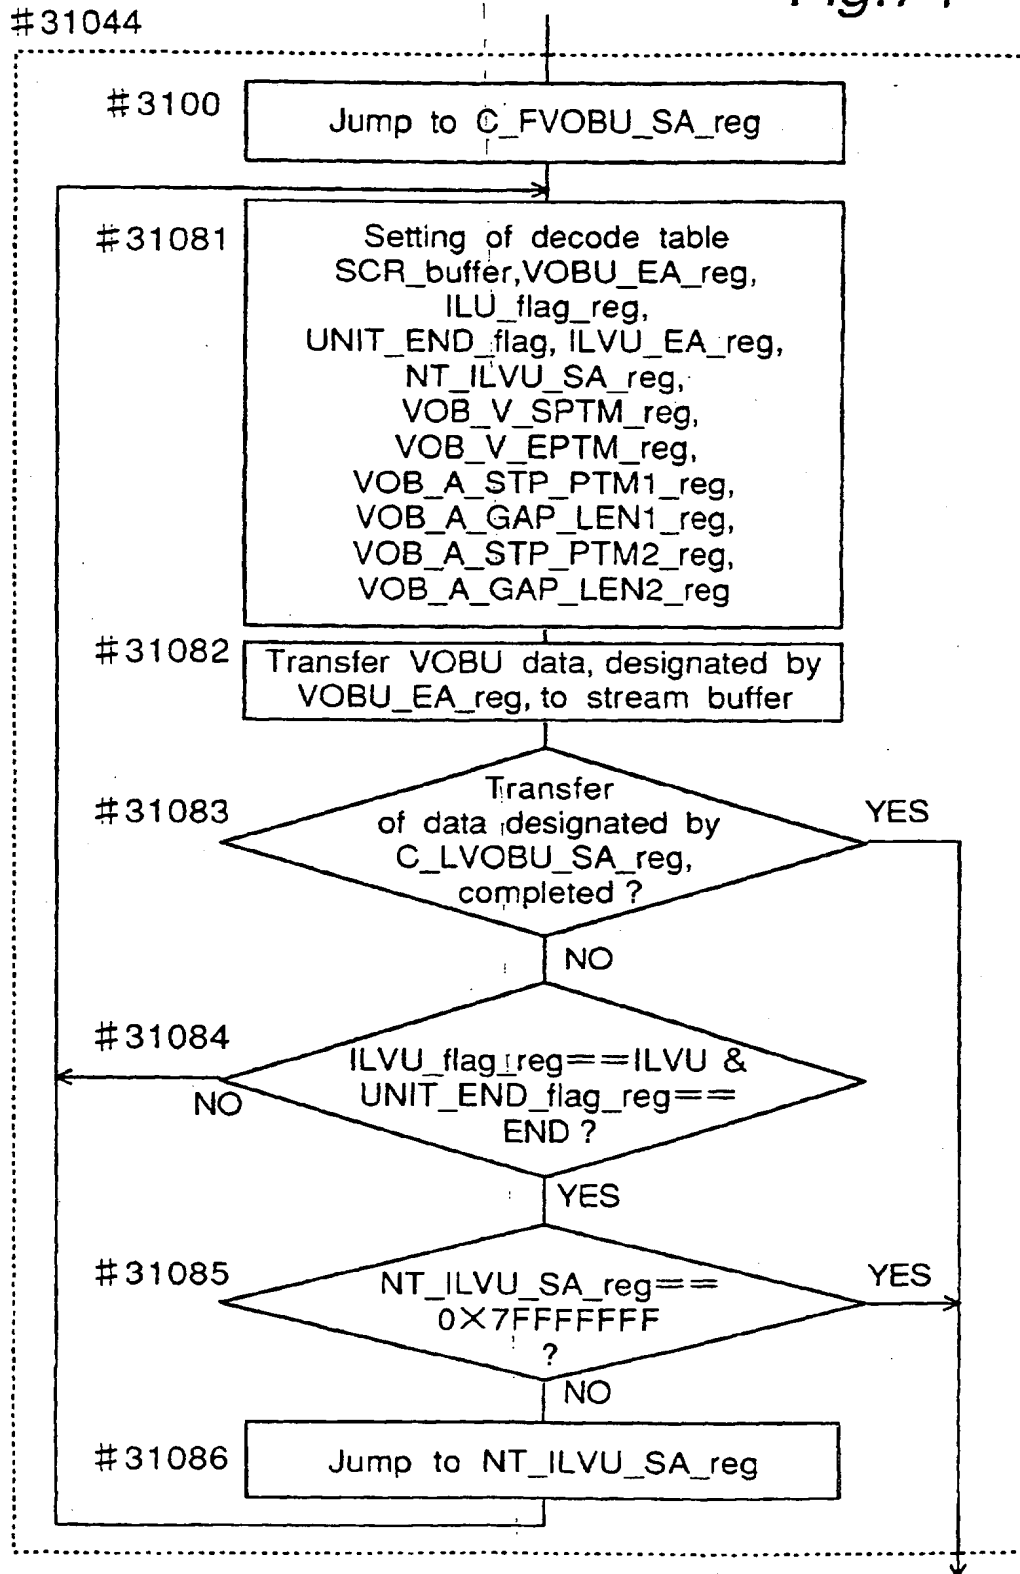 #31044
#3100
Jump to C_FVOBU_SA_reg
#31081
Setting of decode table
SCR_buffer,VOBU_EA_reg,
ILU_flag_reg,
UNIT_END_flag, ILVU_EA_reg,
NT_ILVU_SA_reg,
VOB_V_SPTM_reg,
VOB_V_EPTM_reg,
VOB_A_STP_PTM1_reg,
VOB_A_GAP_LEN1_reg,
VOB_A_STP_PTM2_reg,
VOB_A_GAP_LEN2_reg
#31082
Transfer VOBU data, designated by
VOBU_EA_reg, to stream buffer
#31083
Transfer
of data designated by
C_LVOBU_SA_reg,
completed ?
YES
NO
#31084
ILVU_flag_reg==ILVU &
UNIT_END_flag_reg==
END ?
NO
YES
#31085
NT_ILVU_SA_reg==
0X7FFFFFFF
?
YES
NO
#31086
Jump to NT_ILVU_SA_reg